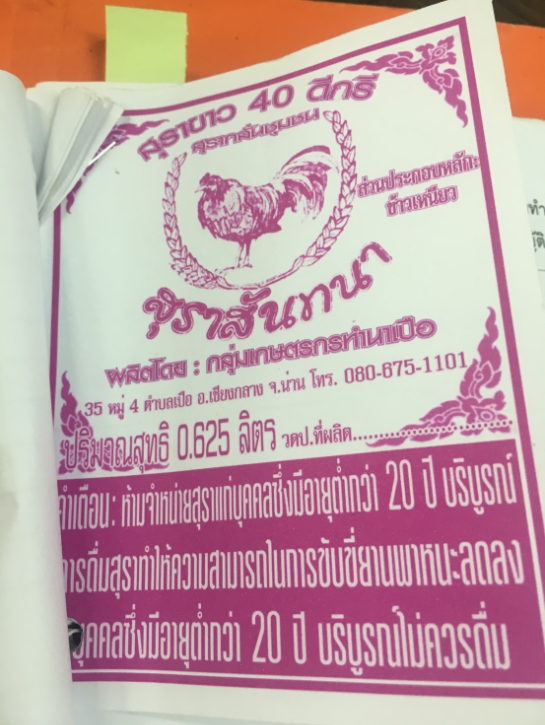 สุราขาว 40 ดีกรี
สุรากลั่นชุมชน
ส่วนประกอบหลัก:
ข้าวเหนียว
สุราสันทนา
ผลิตโดย : กลุ่มเกษตรกรทำนาเปือ
35 หมู่ 4 ตำบลเปือ อ.เชียงกลาง จ.น่าน โทร. 080-675-1101
ปริมาณสุทธิ 0.625 ลิตร วดป.ที่ผลิต..............................
คำเตือน : ห้ามจำหน่ายสุราแก่บุคคลซึ่งมีอายุต่ำกว่า 20 ปี บริบูรณ์
การดื่มสุราทำให้ความสามารถในการขับขี่ยานพาหนะลดลง
บุคคลซึ่งมีอายุต่ำกว่า 20 ปี บริบูรณ์ไม่ควรดื่ม